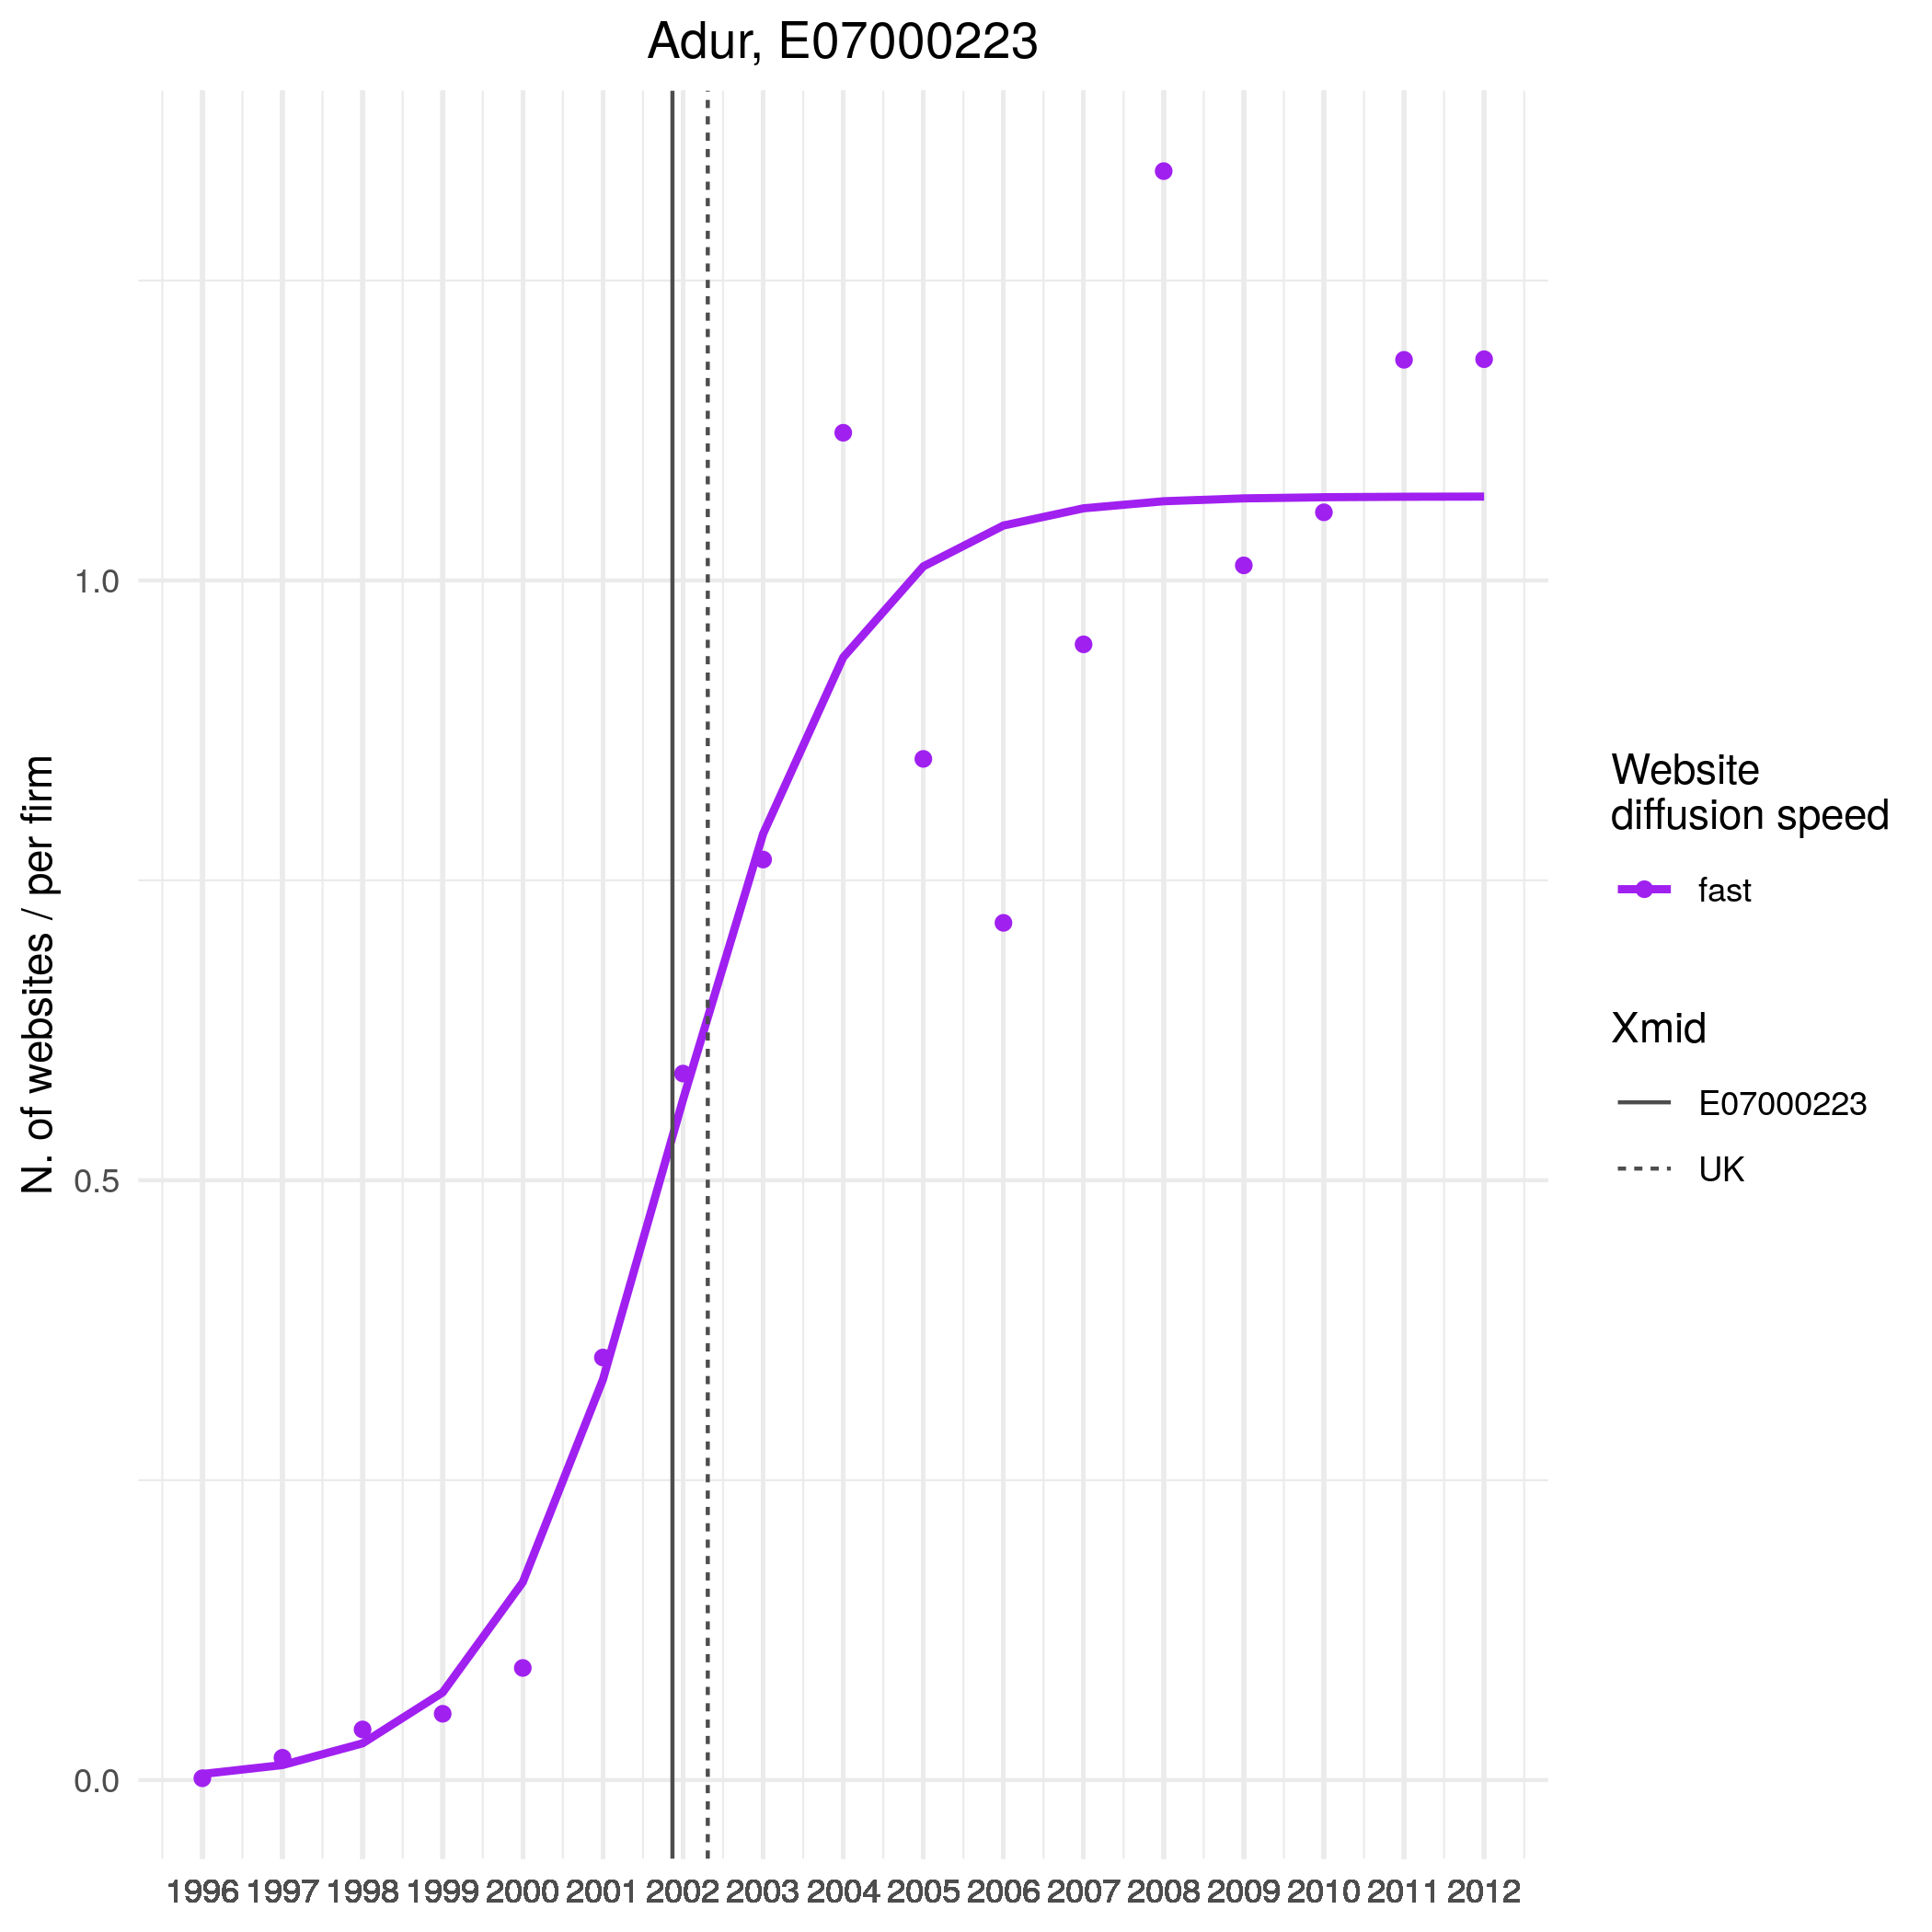 Adur, E07000223
N. of websites / per firm
1.0
0.5
0.0
1996 1997 1998 1999 2000 2001 2002 2003 2004 2005 2006 2007 2008 2009 2010 2011 2012
Website
diffusion speed
fast
Xmid
E07000223
UK